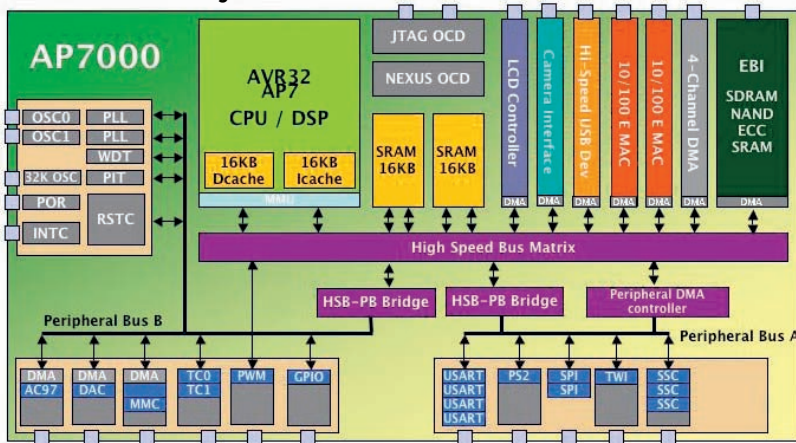 AP7000
OSC0
PLL
OSC1
PLL
WDT
32K OSC
PIT
POR
RSTC
INTC
AVR32
AP7
CPU / DSP
16KB
Dcache
16KB
Icache
MMU
JTAG OCD
NEXUS OCD
SRAM
16KB
SRAM
16KB
LCD Controller
DMA
Camera Interface
DMA
Hi-Speed USB Dev
DMA
10/100 E MAC
DMA
10/100 E MAC
DMA
4-Channel DMA
DMA
EBI
SDRAM
NAND
ECC
SRAM
DMA
High Speed Bus Matrix
HSB-PB Bridge
HSB-PB Bridge
Peripheral DMA
controller
Peripheral Bus B
Peripheral Bus A
DMA
AC97
DMA
DAC
DMA
MMC
TC0
TC1
PWM
GPIO
USART
USART
USART
USART
PS2
SPI
SPI
TWI
SSC
SSC
SSC